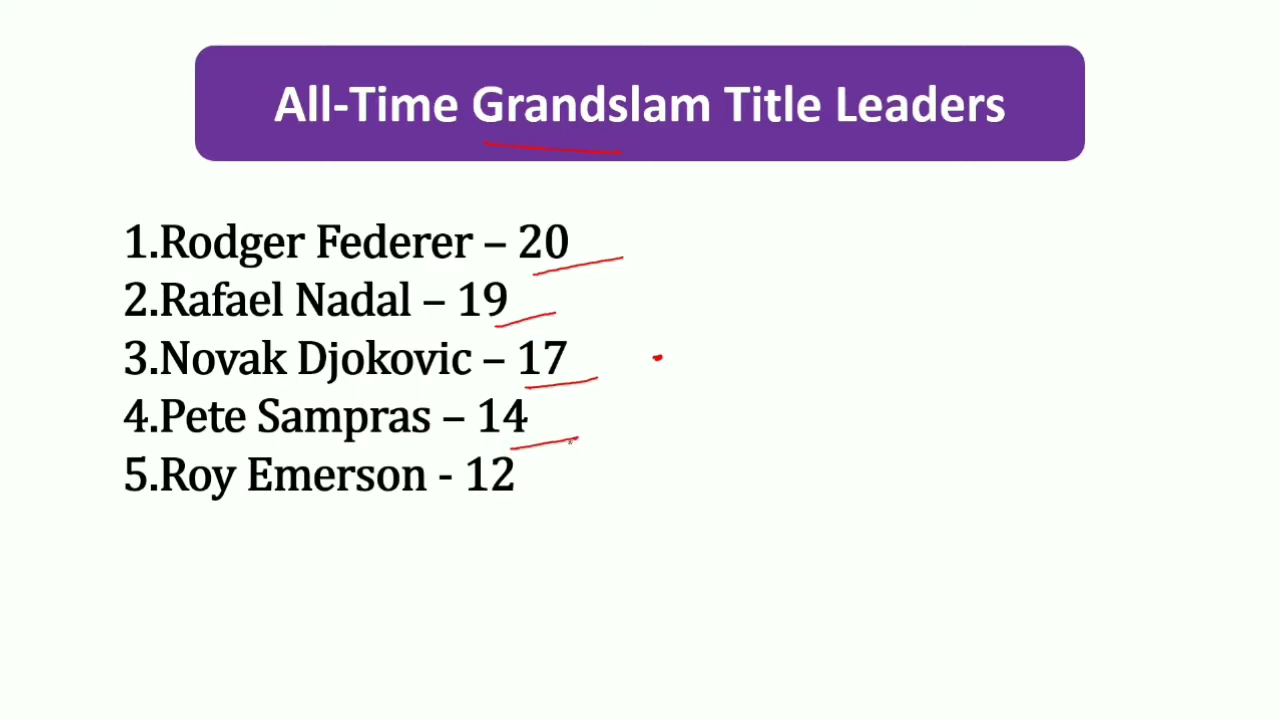 All-Time Grandslam Title Leaders
1.Rodger Federer – 20
2.Rafael Nadal – 19
3.Novak Djokovic – 17
4.Pete Sampras – 14
5.Roy Emerson - 12